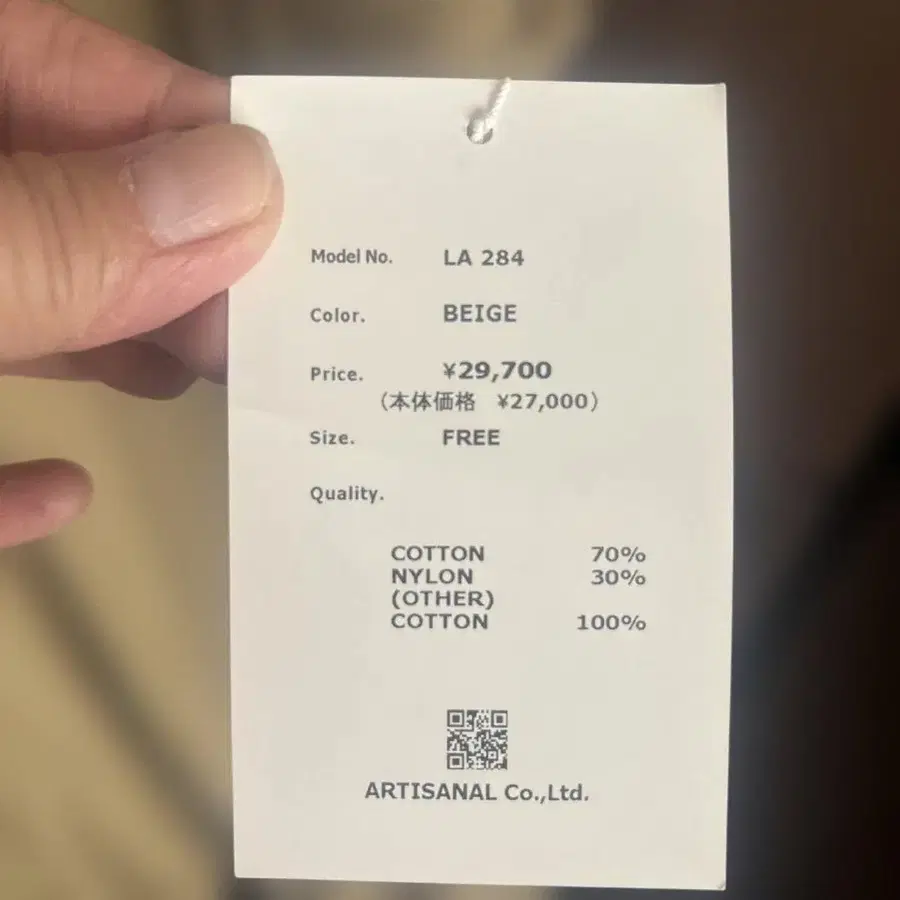 Model No. LA 284
Color. BEIGE
Price. ¥29,700
(本体価格 ¥27,000)
Size. FREE
Quality.
COTTON 70%
NYLON 30%
(OTHER)
COTTON 100%
ARTISANAL Co.,Ltd.